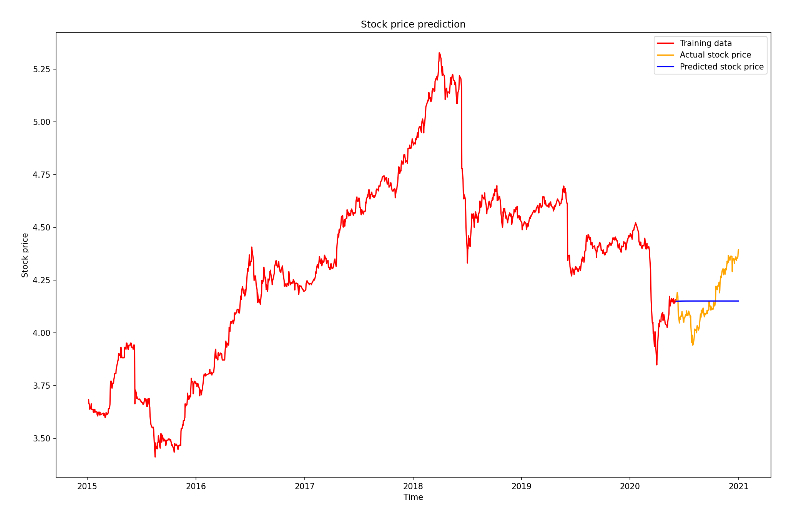 Stock price prediction
Training data
Actual stock price
Predicted stock price
5.25
5.00
4.75
4.50
4.25
4.00
3.75
3.50
Stock price
2015
2016
2017
2018
2019
2020
2021
Time